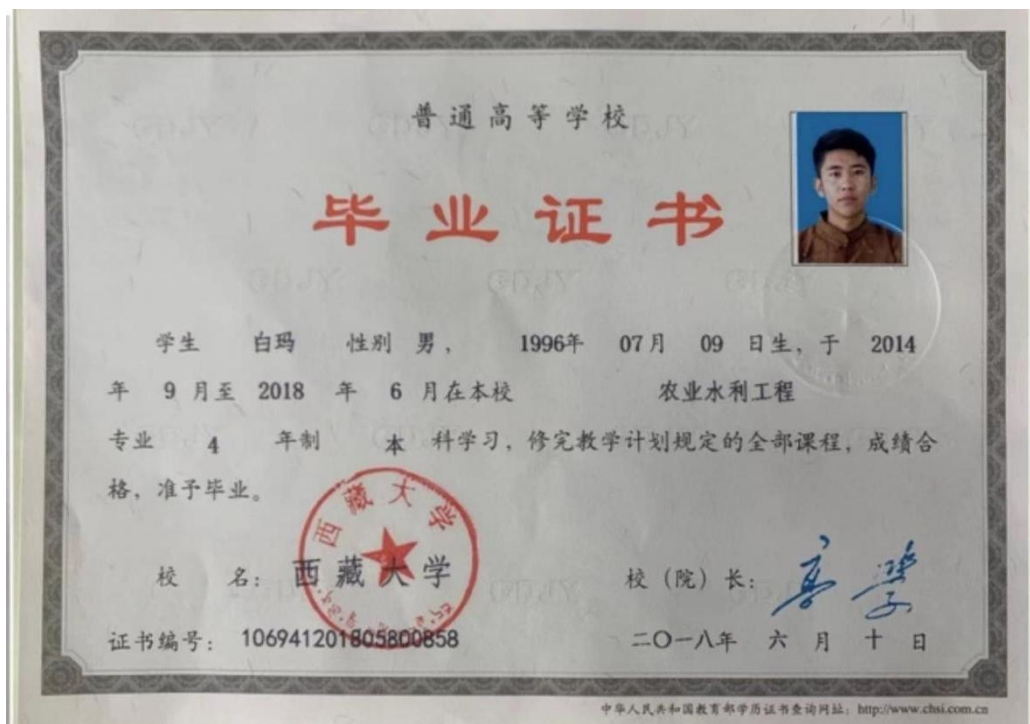 普通高等学校
毕业证书
学生 白玛 性别 男， 1996年 07月 09 日生，于 2014
年 9 月至 2018 年 6 月在本校 农业水利工程
专业 4 年制 本 科学习，修完教学计划规定的全部课程，成绩合
格，准予毕业。
西藏大学
校 名： 西藏大学 校（院）长：
证书编号： 106941201805800858 二〇一八年 六 月 十 日
中华人民共和国教育部学历证书查询网址：http://www.chsi.com.cn